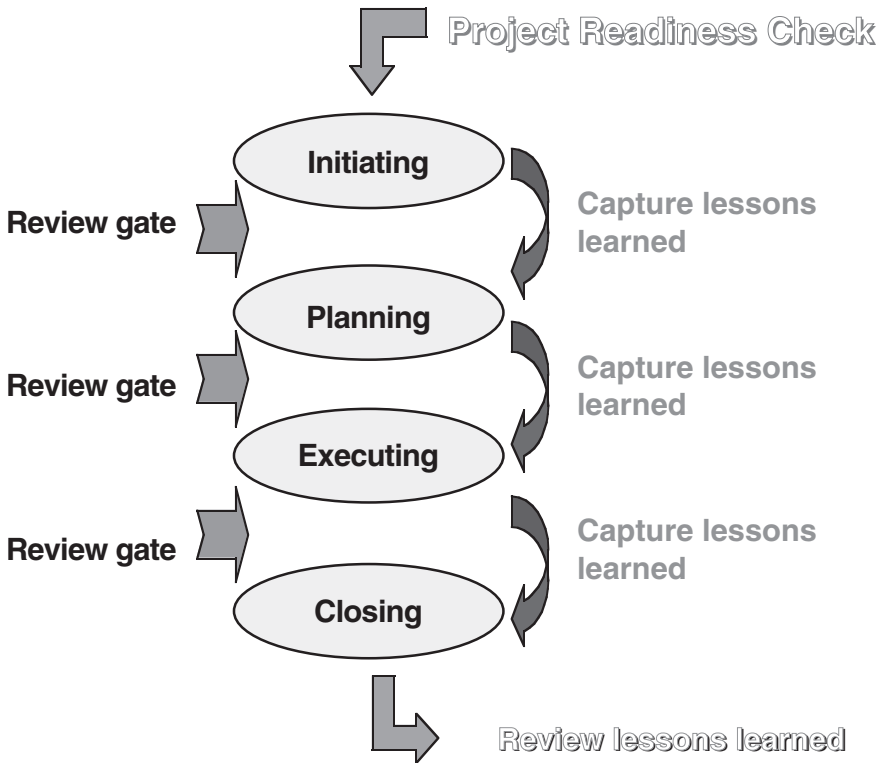 Project Readiness Check
Initiating
Review gate
Capture lessons
learned
Planning
Review gate
Capture lessons
learned
Executing
Review gate
Capture lessons
learned
Closing
Review lessons learned